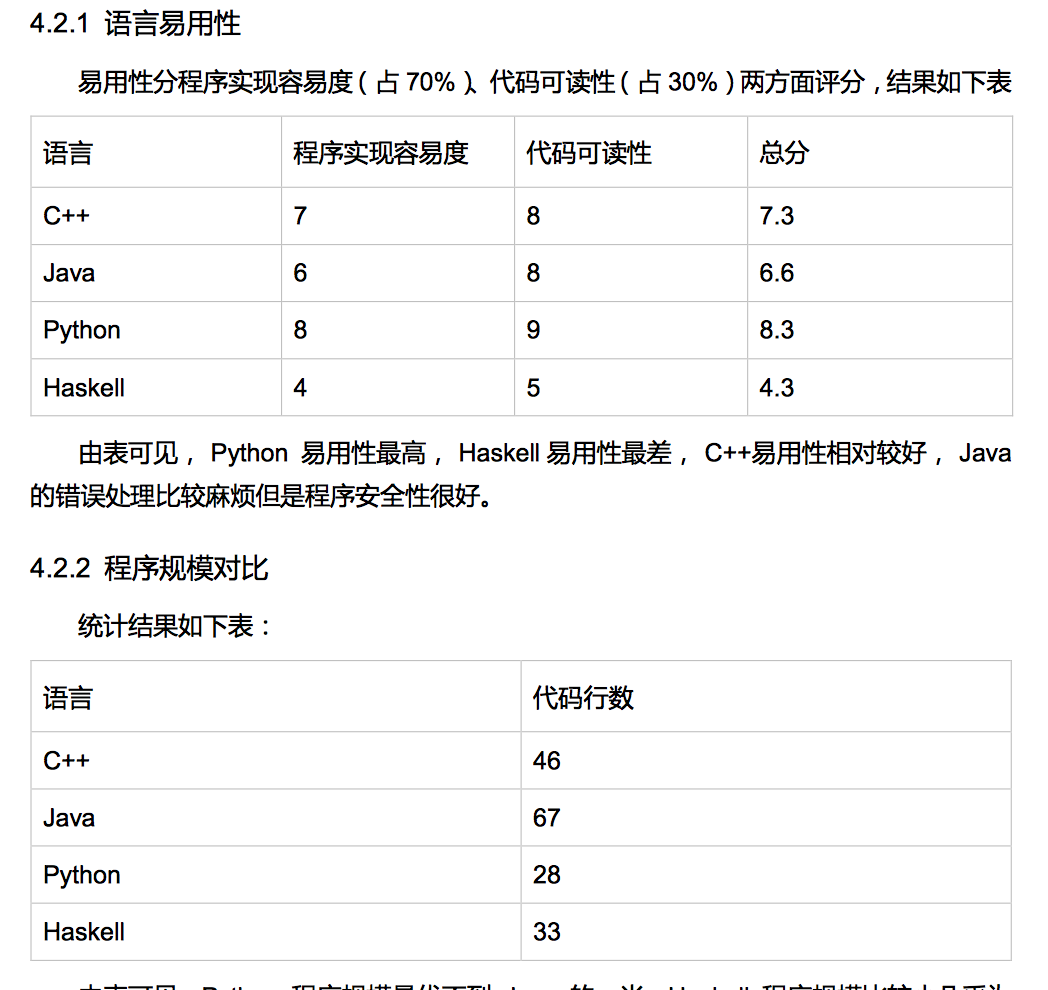 4.2.1 语言易用性
易用性分程序实现容易度（占 70%）、代码可读性（占 30%）两方面评分，结果如下表
语言 程序实现容易度 代码可读性 总分
C++ 7 8 7.3
Java 6 8 6.6
Python 8 9 8.3
Haskell 4 5 4.3
由表可见， Python 易用性最高， Haskell 易用性最差， C++易用性相对较好， Java
的错误处理比较麻烦但是程序安全性很好。
4.2.2 程序规模对比
统计结果如下表：
语言 代码行数
C++ 46
Java 67
Python 28
Haskell 33